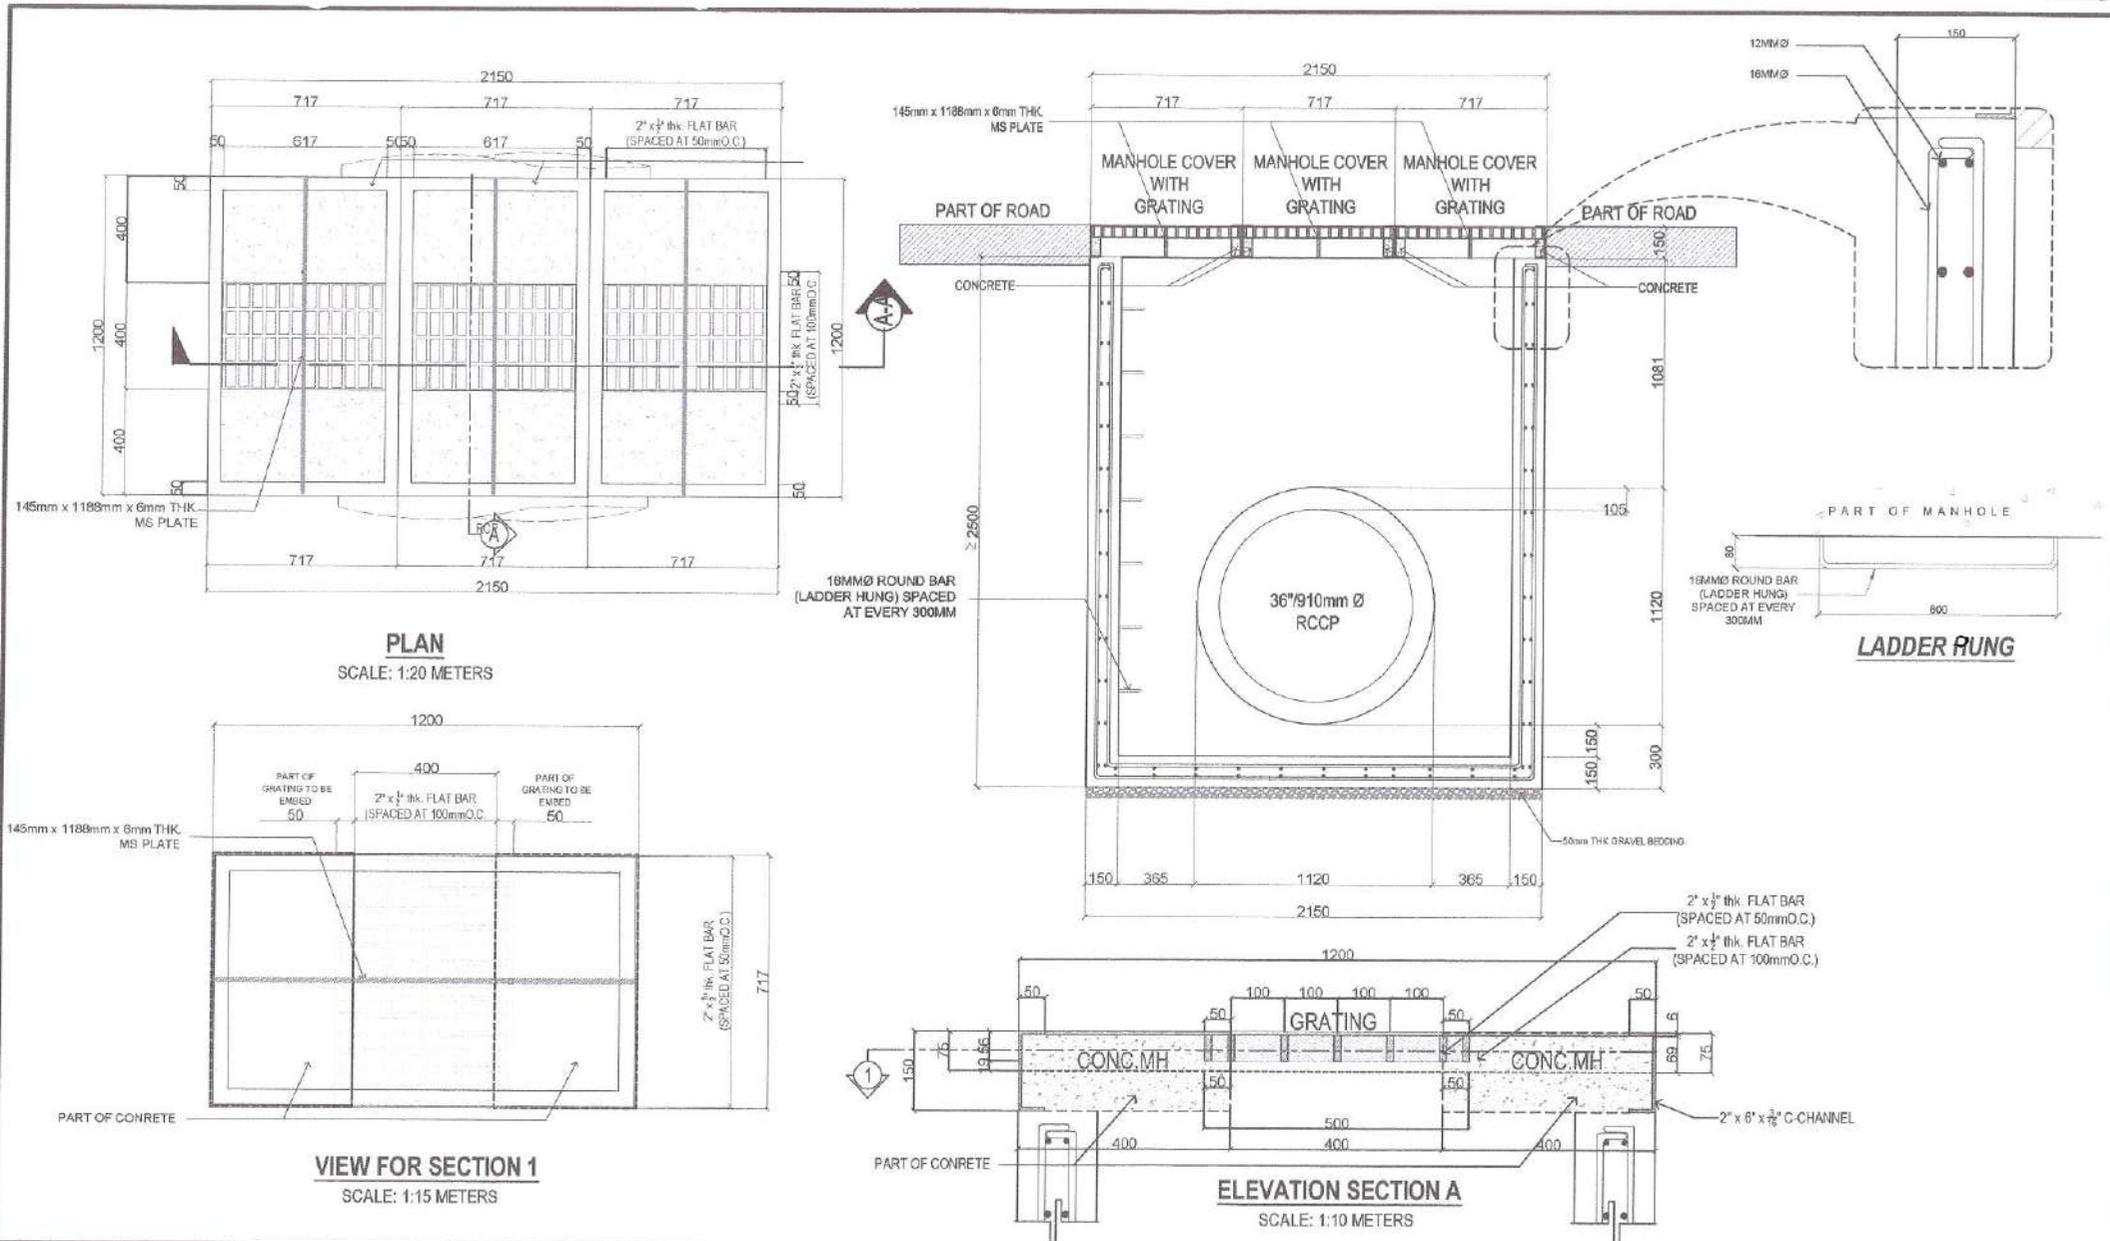 2150
717
717
717
50
617
5050
617
50
2" x ½" thk. FLAT BAR
(SPACED AT 50mmO.C.)
50
400
1200
400
400
50
50
2" x ½" thk. FLAT BAR
(SPACED AT 100mmO.C.
50
1200
50
A-A
145mm x 1188mm x 6mm THK.
MS PLATE
RCP
A
717
717
717
2150
PLAN
SCALE: 1:20 METERS
1200
PART OF
GRATING TO BE
EMBED
50
400
2" x ½" thk. FLAT BAR
(SPACED AT 100mmO.C.
PART OF
GRATING TO BE
EMBED
50
145mm x 1188mm x 6mm THK.
MS PLATE
2" x ½" thk. FLAT BAR
(SPACED AT 50mmO.C.)
717
PART OF CONRETE
VIEW FOR SECTION 1
SCALE: 1:15 METERS
2150
717
717
717
145mm x 1188mm x 6mm THK.
MS PLATE
MANHOLE COVER
WITH
GRATING
MANHOLE COVER
WITH
GRATING
MANHOLE COVER
WITH
GRATING
PART OF ROAD
PART OF ROAD
150
CONCRETE
CONCRETE
1081
≥ 2500
105
16MMØ ROUND BAR
(LADDER HUNG) SPACED
AT EVERY 300MM
36"/910mm Ø
RCCP
1120
150
150
300
50mm THK GRAVEL BEDDING
150
365
1120
365
150
2150
12MMØ
16MMØ
150
PART OF MANHOLE
80
16MMØ ROUND BAR
(LADDER HUNG)
SPACED AT EVERY
300MM
600
LADDER RUNG
2" x ½" thk. FLAT BAR
(SPACED AT 50mmO.C.)
2" x ½" thk. FLAT BAR
(SPACED AT 100mmO.C.)
1200
50
100
100
100
100
50
50
GRATING
50
6
150
75
19
56
CONC.MH
CONC.MH
69
75
1
50
50
500
400
400
400
2" x 6" x 3/16" C-CHANNEL
PART OF CONRETE
ELEVATION SECTION A
SCALE: 1:10 METERS